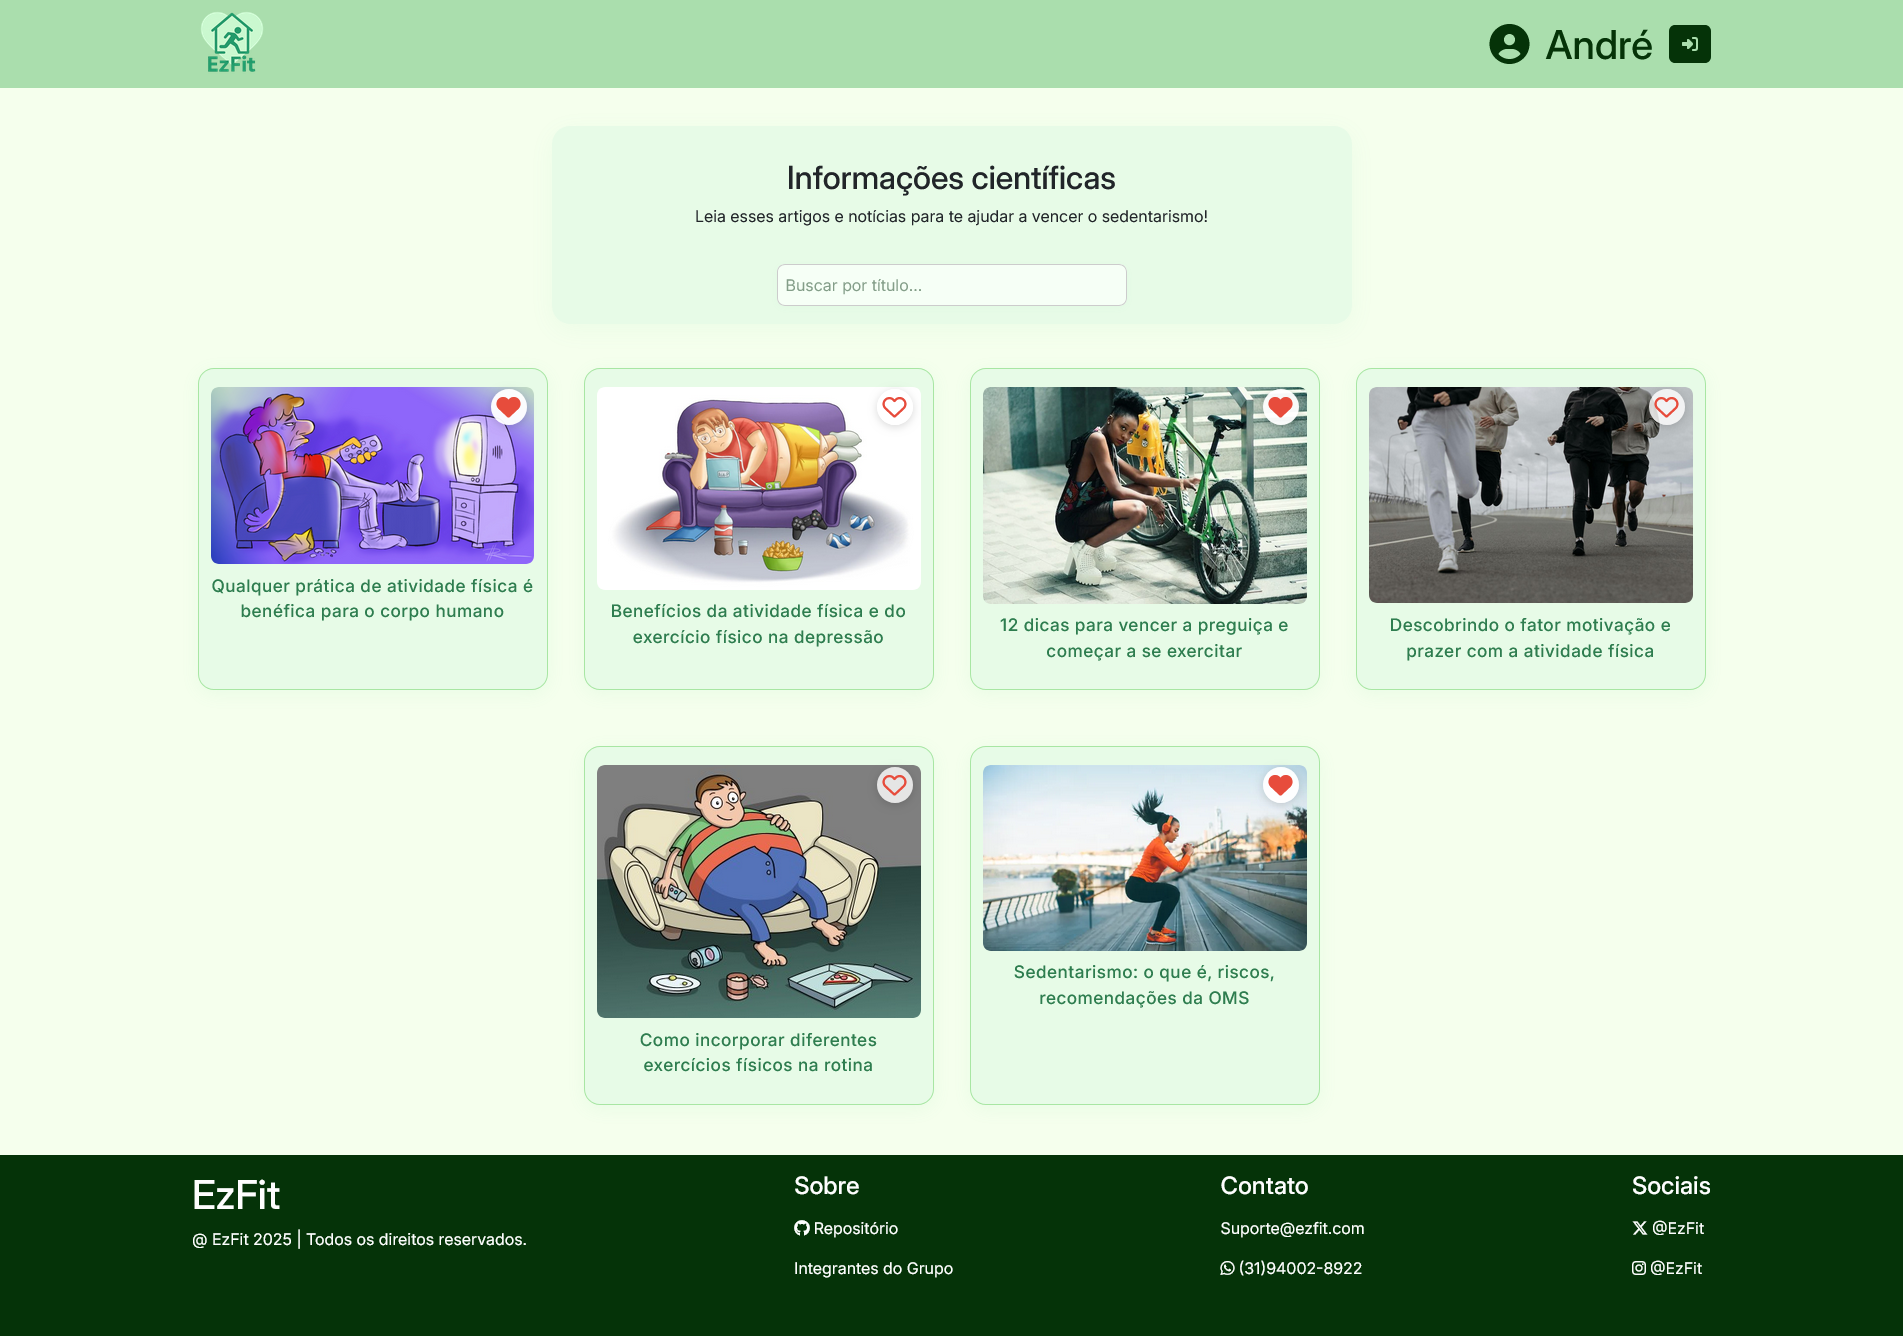 EzFit
André
Informações científicas
Leia esses artigos e notícias para te ajudar a vencer o sedentarismo!
Buscar por título...
Qualquer prática de atividade física é
benéfica para o corpo humano
Benefícios da atividade física e do
exercício físico na depressão
12 dicas para vencer a preguiça e
começar a se exercitar
Descobrindo o fator motivação e
prazer com a atividade física
Como incorporar diferentes
exercícios físicos na rotina
Sedentarismo: o que é, riscos,
recomendações da OMS
EzFit
@ EzFit 2025 | Todos os direitos reservados.
Sobre
Repositório
Integrantes do Grupo
Contato
Suporte@ezfit.com
(31)94002-8922
Sociais
@EzFit
@EzFit